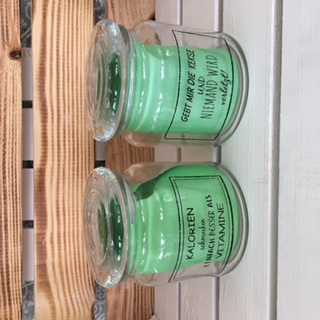 GEBT MIR DIE KEKSE
UND
NIEMAND WIRD
verletzt!
KALORIEN
schmecken
EINFACH BESSER ALS
VITAMINE